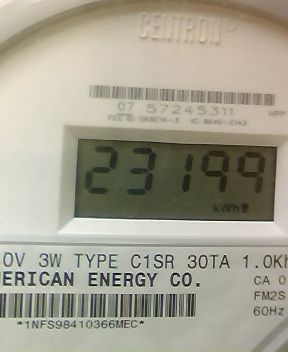 CENTRON®
07 57245311
23199
kWh
0V 3W TYPE C1SR 30TA 1.0Kh
ERICAN ENERGY CO.
CA 0
FM2S
60Hz
*1NFS98410366MEC*